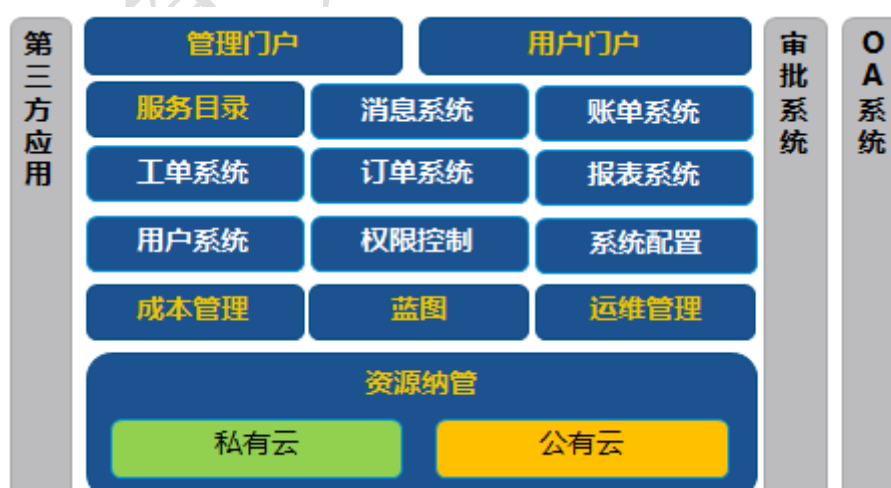 第三方应用
管理门户
用户门户
服务目录
消息系统
账单系统
工单系统
订单系统
报表系统
用户系统
权限控制
系统配置
成本管理
蓝图
运维管理
资源纳管
私有云
公有云
审批系统
OA系统